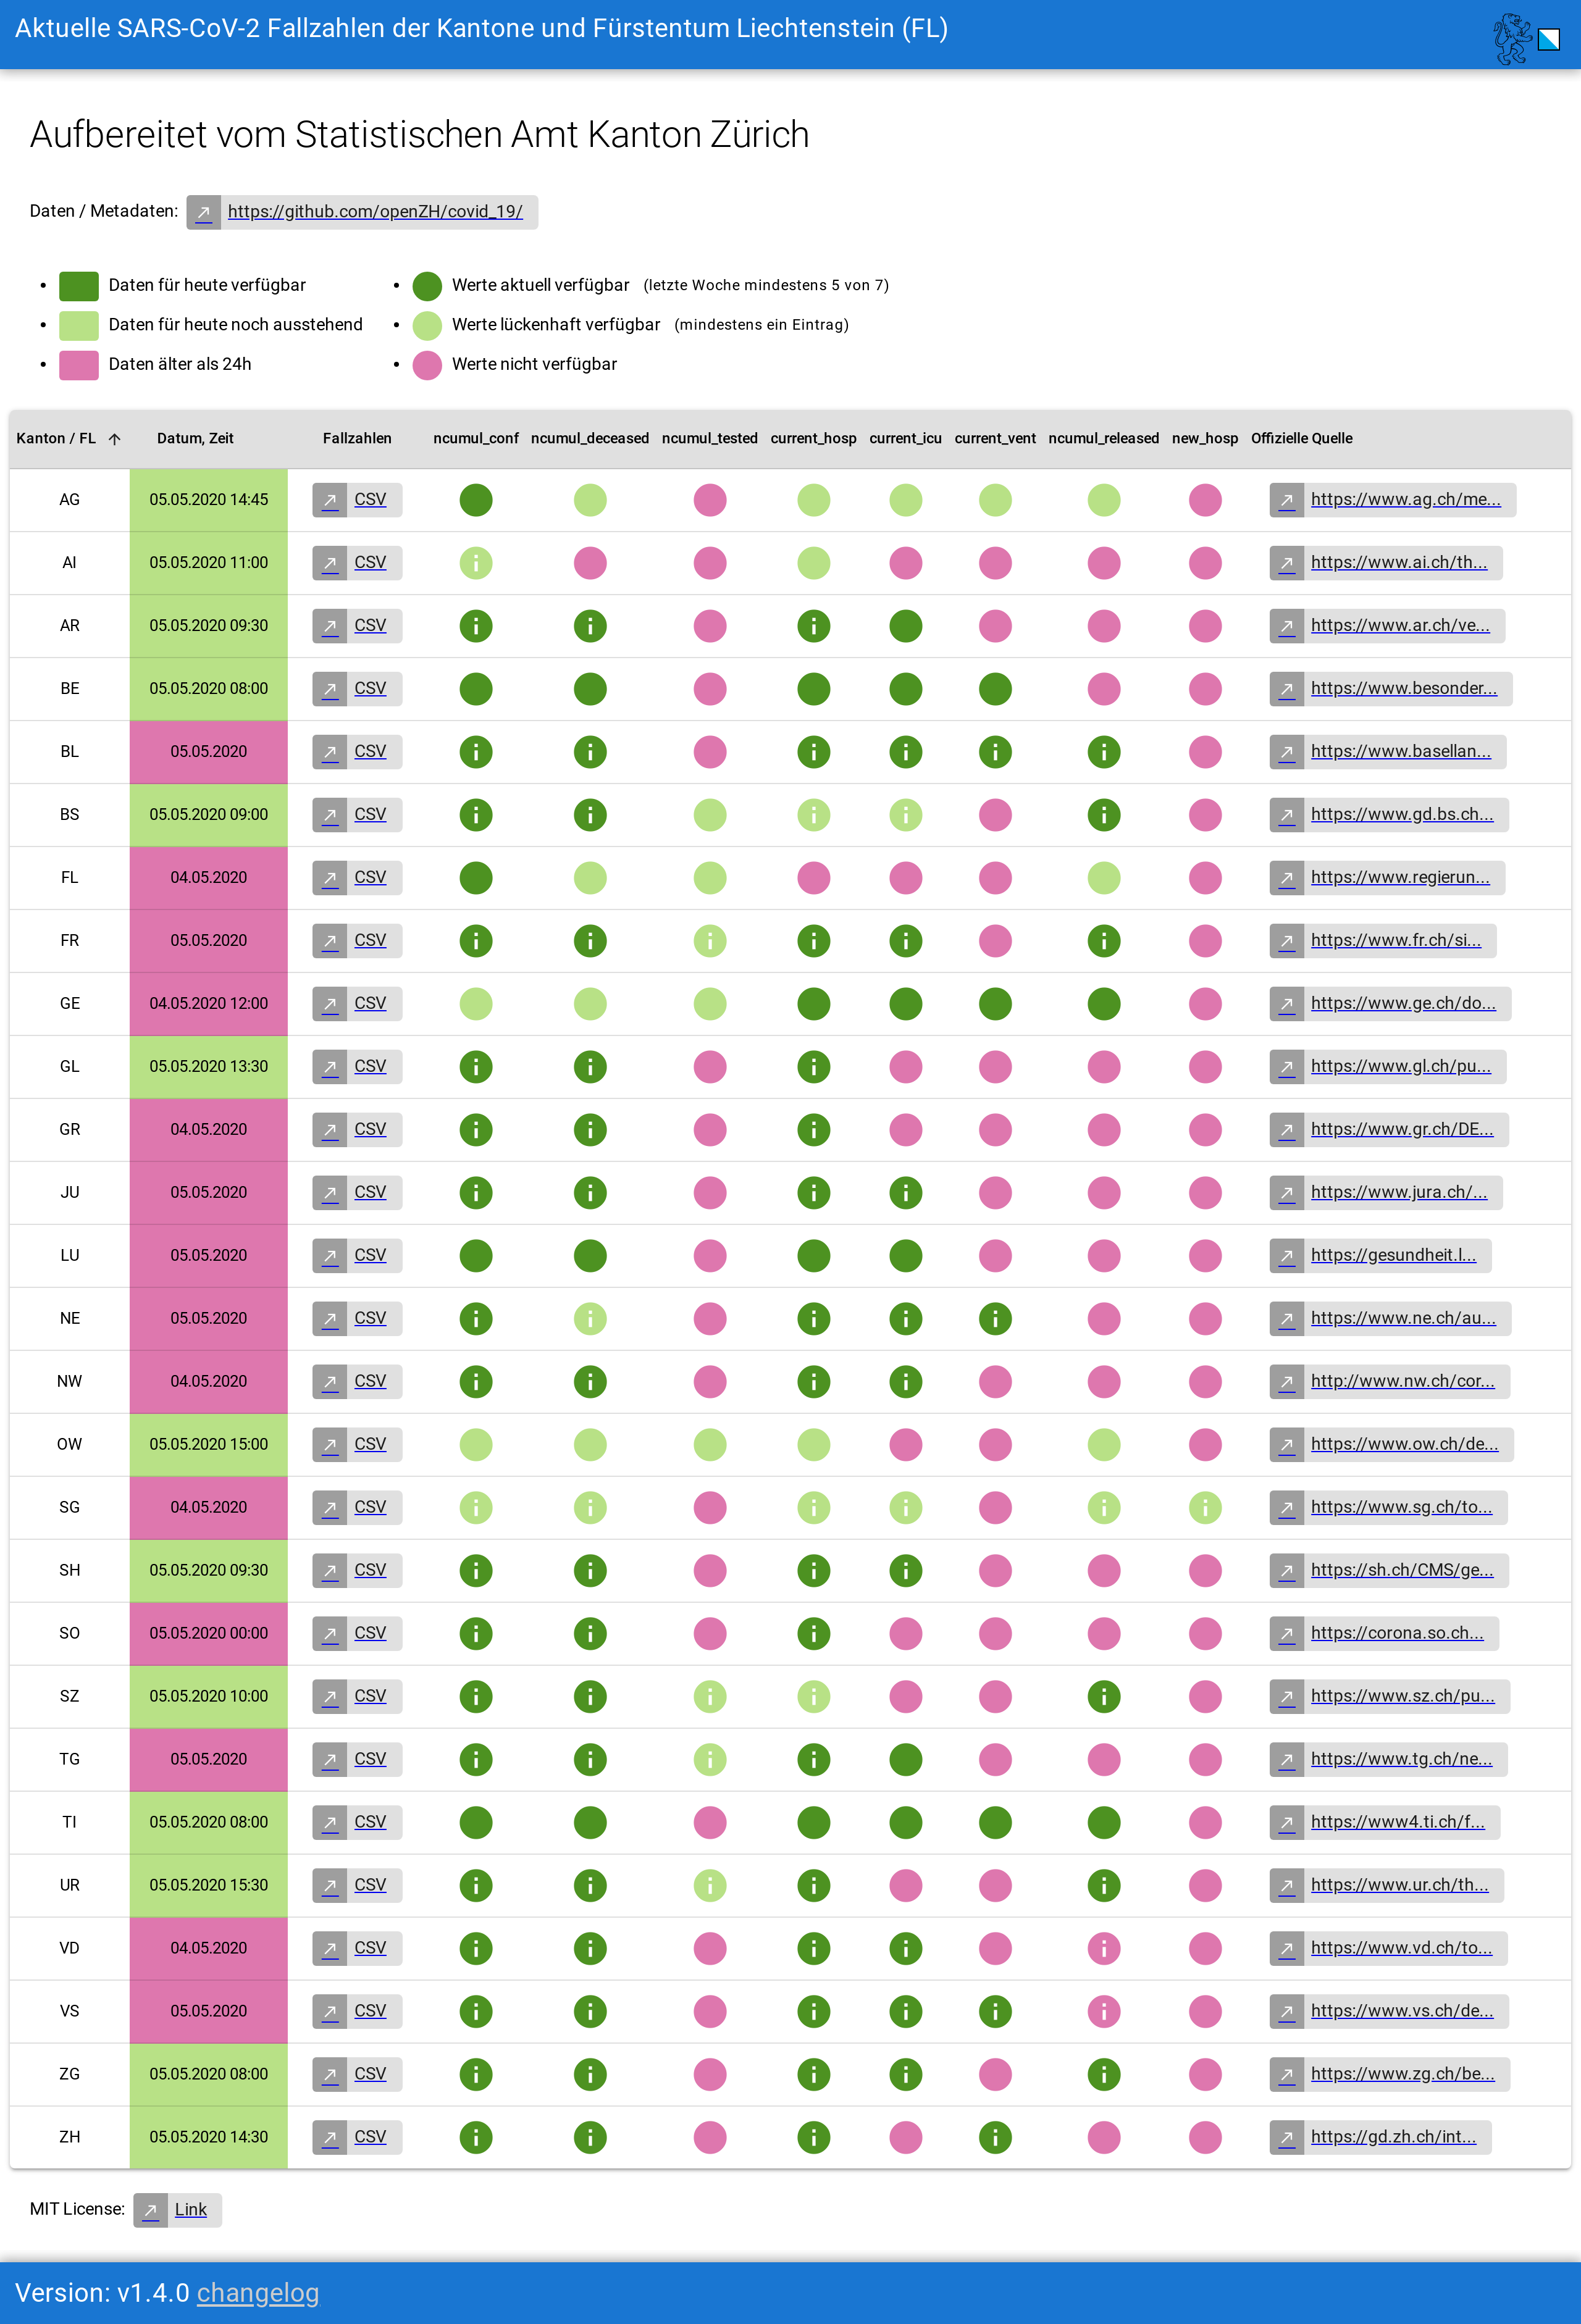 Aktuelle SARS-CoV-2 Fallzahlen der Kantone und Fürstentum Liechtenstein (FL)
Aufbereitet vom Statistischen Amt Kanton Zürich
Daten / Metadaten: https://github.com/openZH/covid_19/
Daten für heute verfügbar
Daten für heute noch ausstehend
Daten älter als 24h
Werte aktuell verfügbar (letzte Woche mindestens 5 von 7)
Werte lückenhaft verfügbar (mindestens ein Eintrag)
Werte nicht verfügbar
Kanton / FL Datum, Zeit Fallzahlen ncumul_conf ncumul_deceased ncumul_tested current_hosp current_icu current_vent ncumul_released new_hosp Offizielle Quelle
AG 05.05.2020 14:45 CSV https://www.ag.ch/me...
AI 05.05.2020 11:00 CSV https://www.ai.ch/th...
AR 05.05.2020 09:30 CSV https://www.ar.ch/ve...
BE 05.05.2020 08:00 CSV https://www.besonder...
BL 05.05.2020 CSV https://www.basellan...
BS 05.05.2020 09:00 CSV https://www.gd.bs.ch...
FL 04.05.2020 CSV https://www.regierun...
FR 05.05.2020 CSV https://www.fr.ch/si...
GE 04.05.2020 12:00 CSV https://www.ge.ch/do...
GL 05.05.2020 13:30 CSV https://www.gl.ch/pu...
GR 04.05.2020 CSV https://www.gr.ch/DE...
JU 05.05.2020 CSV https://www.jura.ch/...
LU 05.05.2020 CSV https://gesundheit.l...
NE 05.05.2020 CSV https://www.ne.ch/au...
NW 04.05.2020 CSV http://www.nw.ch/cor...
OW 05.05.2020 15:00 CSV https://www.ow.ch/de...
SG 04.05.2020 CSV https://www.sg.ch/to...
SH 05.05.2020 09:30 CSV https://sh.ch/CMS/ge...
SO 05.05.2020 00:00 CSV https://corona.so.ch...
SZ 05.05.2020 10:00 CSV https://www.sz.ch/pu...
TG 05.05.2020 CSV https://www.tg.ch/ne...
TI 05.05.2020 08:00 CSV https://www4.ti.ch/f...
UR 05.05.2020 15:30 CSV https://www.ur.ch/th...
VD 04.05.2020 CSV https://www.vd.ch/to...
VS 05.05.2020 CSV https://www.vs.ch/de...
ZG 05.05.2020 08:00 CSV https://www.zg.ch/be...
ZH 05.05.2020 14:30 CSV https://gd.zh.ch/int...
MIT License: Link
Version: v1.4.0 changelog